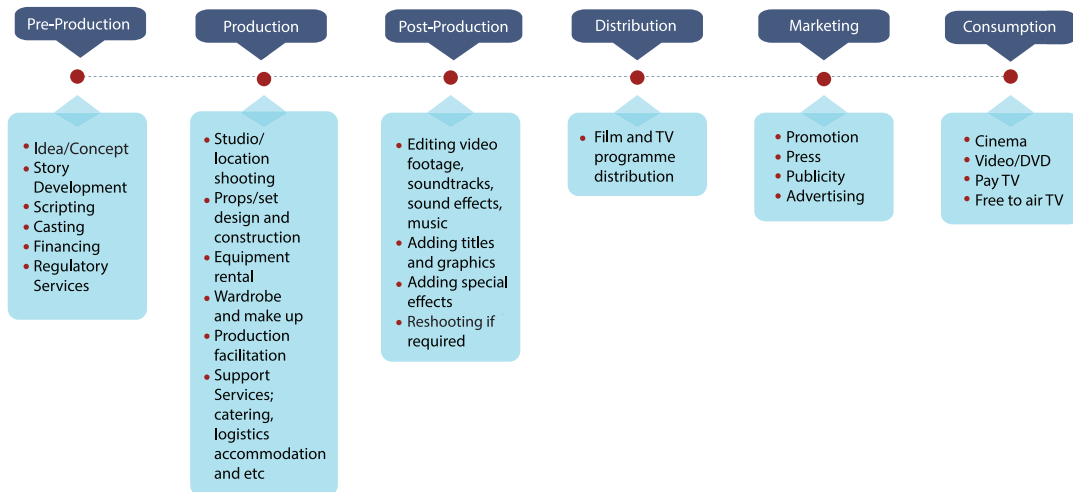 Pre-Production
Production
Post-Production
Distribution
Marketing
Consumption
Idea/Concept
Story
Development
Scripting
Casting
Financing
Regulatory
Services
Studio/
location
shooting
Props/set
design and
construction
Equipment
rental
Wardrobe
and make up
Production
facilitation
Support
Services;
catering,
logistics
accommodation
and etc
Editing video
footage,
soundtracks,
sound effects,
music
Adding titles
and graphics
Adding special
effects
Reshooting if
required
Film and TV
programme
distribution
Promotion
Press
Publicity
Advertising
Cinema
Video/DVD
Pay TV
Free to air TV